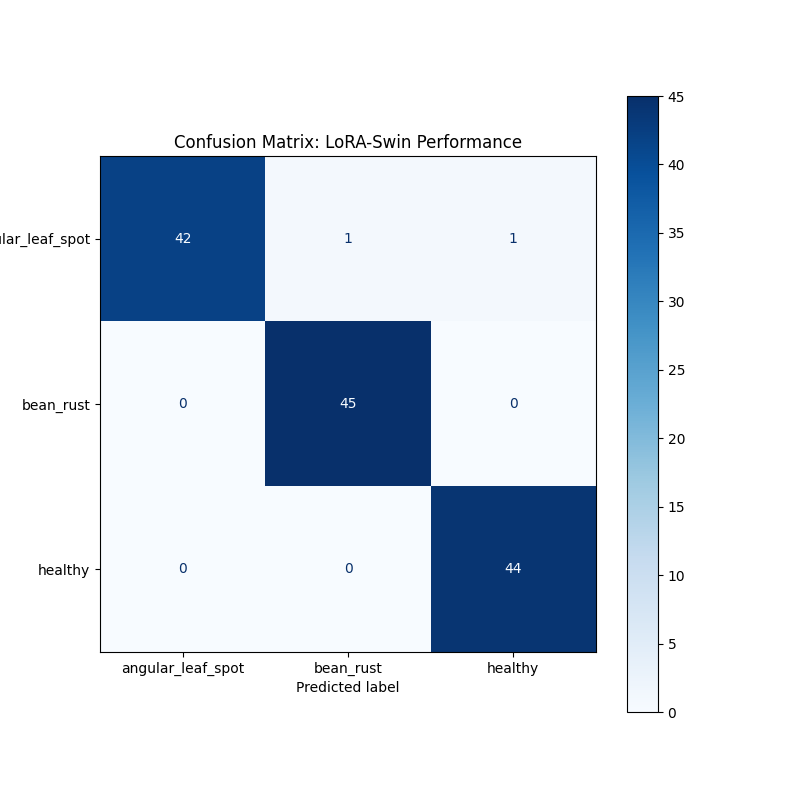 Confusion Matrix: LoRA-Swin Performance
45
40
35
30
25
20
15
10
5
0
ular_leaf_spot 42 1 1
bean_rust 0 45 0
healthy 0 0 44
angular_leaf_spot bean_rust healthy
Predicted label